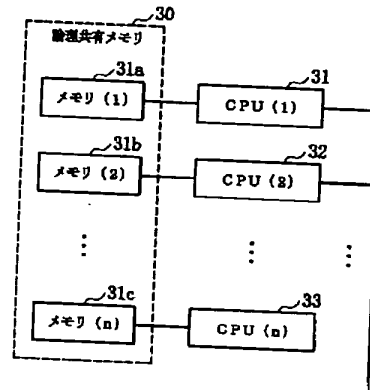 30
論理共有メモリ
31a
31
メモリ (1)
CPU (1)
31b
32
メモリ (2)
CPU (2)
31c
33
メモリ (n)
CPU (n)